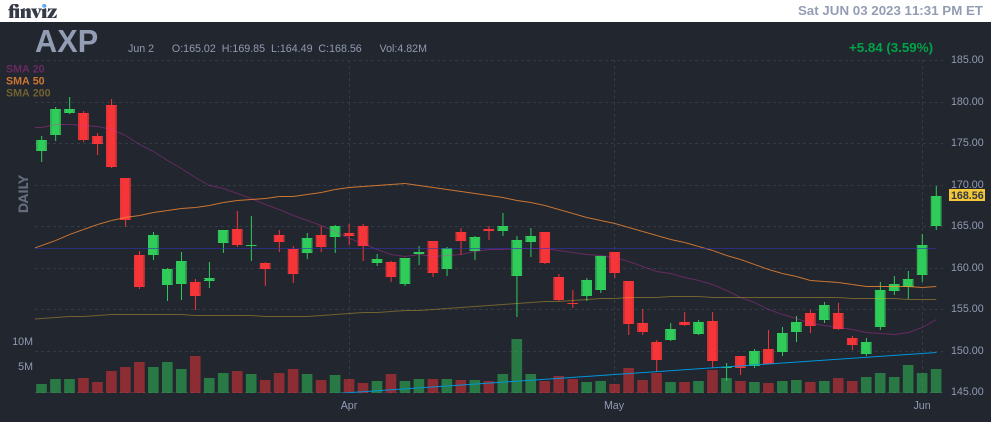 finviz Sat JUN 03 2023 11:31 PM ET
AXP Jun 2 O:165.02 H:169.85 L:164.49 C:168.56 Vol:4.82M +5.84 (3.59%)
SMA 20
SMA 50
SMA 200
DAILY
185.00
180.00
175.00
170.00
168.56
165.00
160.00
155.00
150.00
145.00
10M
5M
Apr May Jun